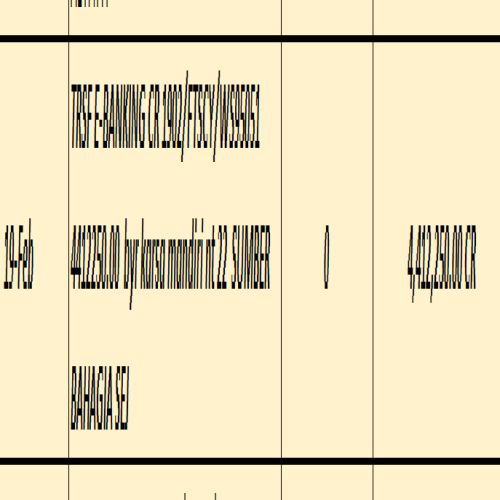 TRSF E-BANKING CR 1902/FTSCY/WS95051
19-Feb 4412250.00 byr karsa mandiri nt 22 SUMBER 0 4,412,250.00 CR
BAHAGIA SEJ